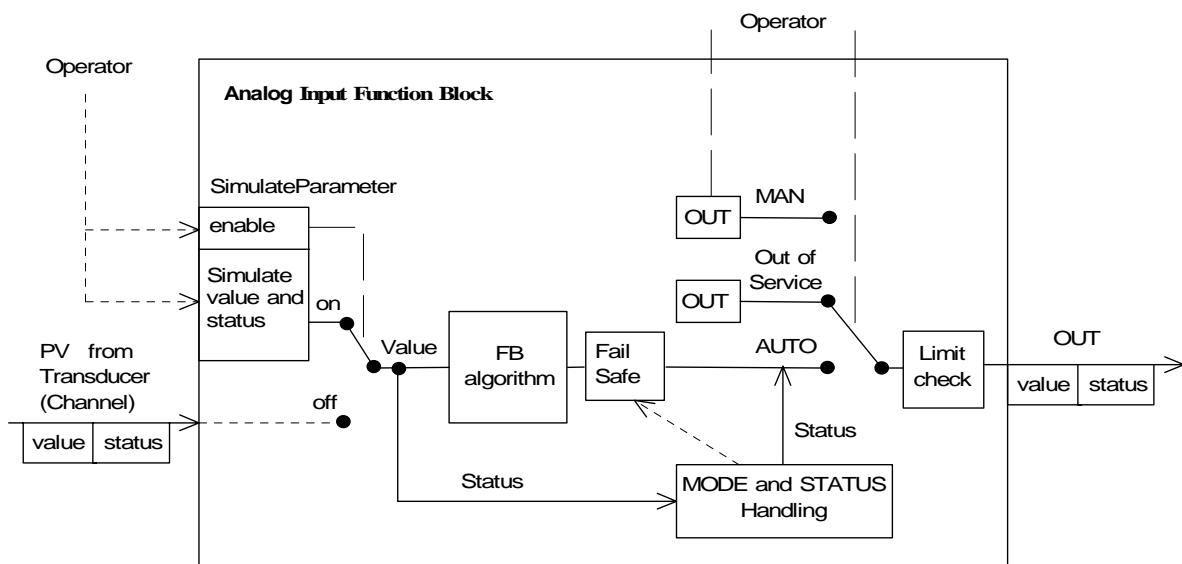 Operator
Operator
Analog Input Function Block
SimulateParameter
enable
Simulate
value and
status
on
off
PV from
Transducer
(Channel)
value status
Value
FB
algorithm
Fail
Safe
OUT
MAN
Out of
Service
OUT
AUTO
Limit
check
OUT
value status
Status
Status
MODE and STATUS
Handling